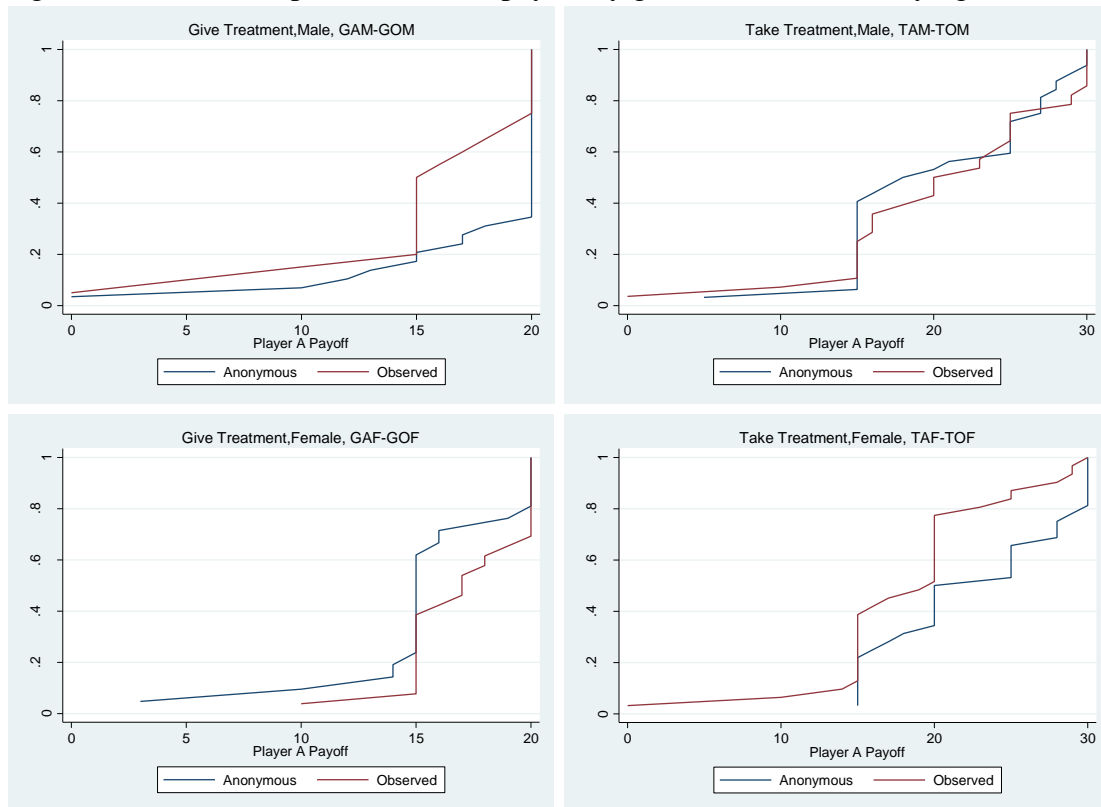 Give Treatment,Male, GAM-GOM
0 .2 .4 .6 .8 1
0 5 10 15 20
Player A Payoff
Anonymous Observed
Take Treatment,Male, TAM-TOM
0 .2 .4 .6 .8 1
0 10 20 30
Player A Payoff
Anonymous Observed
Give Treatment,Female, GAF-GOF
0 .2 .4 .6 .8 1
0 5 10 15 20
Player A Payoff
Anonymous Observed
Take Treatment,Female, TAF-TOF
0 .2 .4 .6 .8 1
0 10 20 30
Player A Payoff
Anonymous Observed